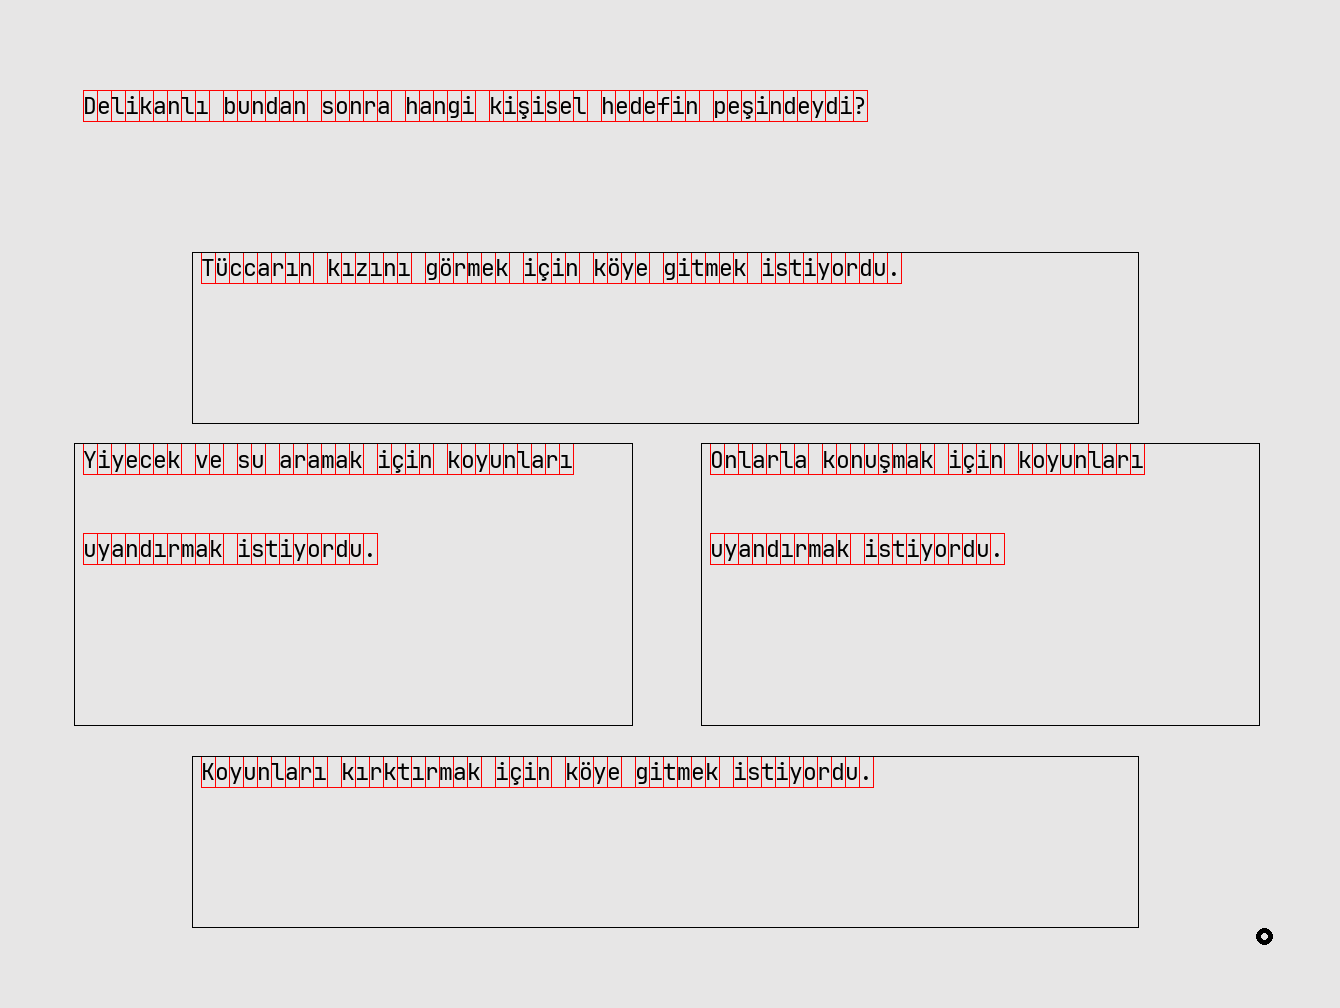 Delikanlı bundan sonra hangi kişisel hedefin peşindeydi?
Tüccarın kızını görmek için köye gitmek istiyordu.
Yiyecek ve su aramak için koyunları
uyandırmak istiyordu.
Onlarla konuşmak için koyunları
uyandırmak istiyordu.
Koyunları kırktırmak için köye gitmek istiyordu.